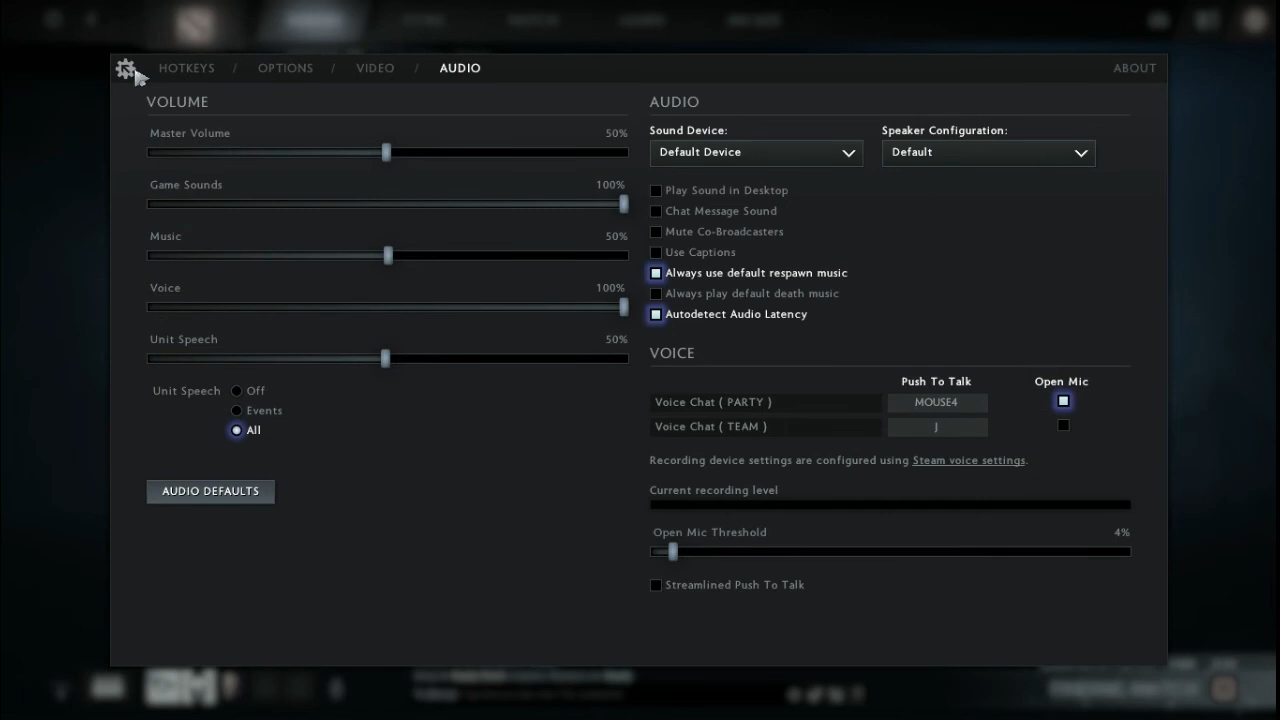 HOTKEYS / OPTIONS / VIDEO / AUDIO ABOUT
VOLUME
Master Volume 50%
Game Sounds 100%
Music 50%
Voice 100%
Unit Speech 50%
Unit Speech Off
Events
All
AUDIO DEFAULTS
AUDIO
Sound Device: Speaker Configuration:
Default Device Default
Play Sound in Desktop
Chat Message Sound
Mute Co-Broadcasters
Use Captions
Always use default respawn music
Always play default death music
Autodetect Audio Latency
VOICE
Push To Talk Open Mic
Voice Chat ( PARTY ) MOUSE4
Voice Chat ( TEAM ) J
Recording device settings are configured using Steam voice settings.
Current recording level
Open Mic Threshold 4%
Streamlined Push To Talk